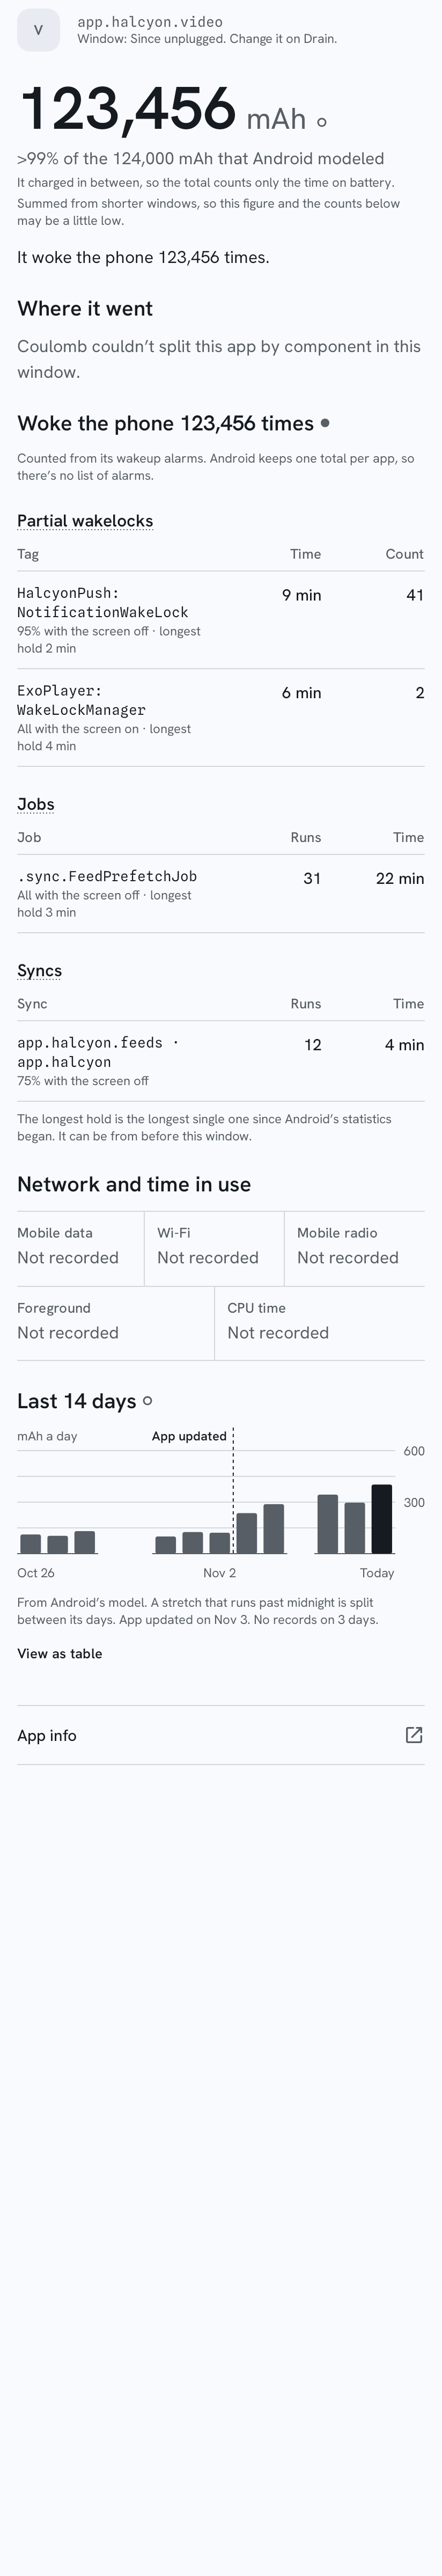 V
app.halcyon.video
Window: Since unplugged. Change it on Drain.
123,456 mAh
>99% of the 124,000 mAh that Android modeled
It charged in between, so the total counts only the time on battery.
Summed from shorter windows, so this figure and the counts below
may be a little low.
It woke the phone 123,456 times.
Where it went
Coulomb couldn’t split this app by component in this
window.
Woke the phone 123,456 times
Counted from its wakeup alarms. Android keeps one total per app, so
there’s no list of alarms.
Partial wakelocks
Tag Time Count
HalcyonPush:
NotificationWakeLock
9 min 41
95% with the screen off · longest
hold 2 min
ExoPlayer:
WakeLockManager
6 min 2
All with the screen on · longest
hold 4 min
Jobs
Job Runs Time
.sync.FeedPrefetchJob 31 22 min
All with the screen off · longest
hold 3 min
Syncs
Sync Runs Time
app.halcyon.feeds ·
app.halcyon
12 4 min
75% with the screen off
The longest hold is the longest single one since Android’s statistics
began. It can be from before this window.
Network and time in use
Mobile data Wi-Fi Mobile radio
Not recorded Not recorded Not recorded
Foreground CPU time
Not recorded Not recorded
Last 14 days
mAh a day App updated
600
300
Oct 26 Nov 2 Today
From Android’s model. A stretch that runs past midnight is split
between its days. App updated on Nov 3. No records on 3 days.
View as table
App info